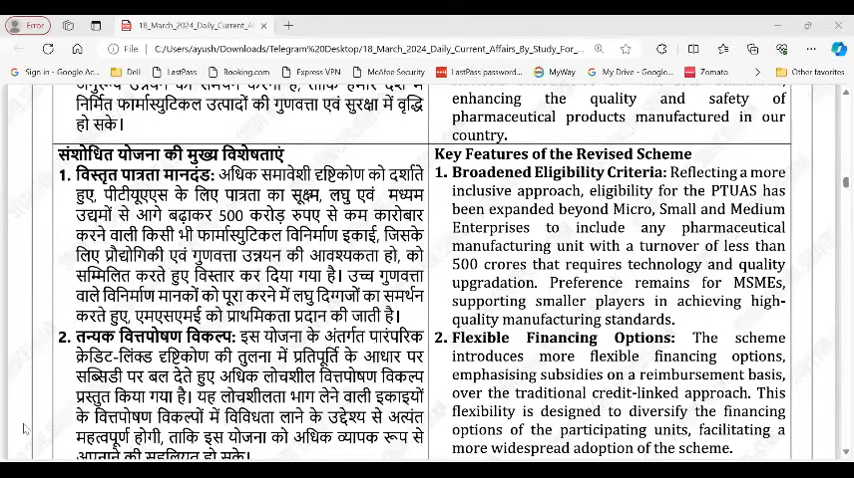 Error
18_March_2024_Daily_Current_Af
File
C:/Users/ayush/Downloads/Telegram%20Desktop/18_March_2024_Daily_Current_Affairs_By_Study_For_...
Sign in - Google Ac...
Dell
LastPass
Booking.com
Express VPN
McAfee Security
LastPass password...
MyWay
My Drive - Google...
Zomato
Other favorites
निर्मित फार्मास्युटिकल उत्पादों की गुणवत्ता एवं सुरक्षा में वृद्धि
हो सके।
संशोधित योजना की मुख्य विशेषताएं
1. विस्तृत पात्रता मानदंड: अधिक समावेशी दृष्टिकोण को दर्शाते
हुए, पीटीयूएएस के लिए पात्रता का सूक्ष्म, लघु एवं मध्यम
उद्यमों से आगे बढ़ाकर 500 करोड़ रुपए से कम कारोबार
करने वाली किसी भी फार्मास्युटिकल विनिर्माण इकाई, जिसके
लिए प्रौद्योगिकी एवं गुणवत्ता उन्नयन की आवश्यकता हो, को
सम्मिलित करते हुए विस्तार कर दिया गया है। उच्च गुणवत्ता
वाले विनिर्माण मानकों को पूरा करने में लघु दिग्गजों का समर्थन
करते हुए, एमएसएमई को प्राथमिकता प्रदान की जाती है।
2. तन्यक वित्तपोषण विकल्प: इस योजना के अंतर्गत पारंपरिक
क्रेडिट-लिंक्ड दृष्टिकोण की तुलना में प्रतिपूर्ति के आधार पर
सब्सिडी पर बल देते हुए अधिक लोचशील वित्तपोषण विकल्प
प्रस्तुत किया गया है। यह लोचशीलता भाग लेने वाली इकाइयों
के वित्तपोषण विकल्पों में विविधता लाने के उद्देश्य से अत्यंत
महत्वपूर्ण होगी, ताकि इस योजना को अधिक व्यापक रूप से
अपनाने की सहूलियत हो सके।
enhancing the quality and safety of
pharmaceutical products manufactured in our
country.
Key Features of the Revised Scheme
1. Broadened Eligibility Criteria: Reflecting a more
inclusive approach, eligibility for the PTUAS has
been expanded beyond Micro, Small and Medium
Enterprises to include any pharmaceutical
manufacturing unit with a turnover of less than
500 crores that requires technology and quality
upgradation. Preference remains for MSMEs,
supporting smaller players in achieving high-
quality manufacturing standards.
2. Flexible Financing Options: The scheme
introduces more flexible financing options,
emphasising subsidies on a reimbursement basis,
over the traditional credit-linked approach. This
flexibility is designed to diversify the financing
options of the participating units, facilitating a
more widespread adoption of the scheme.